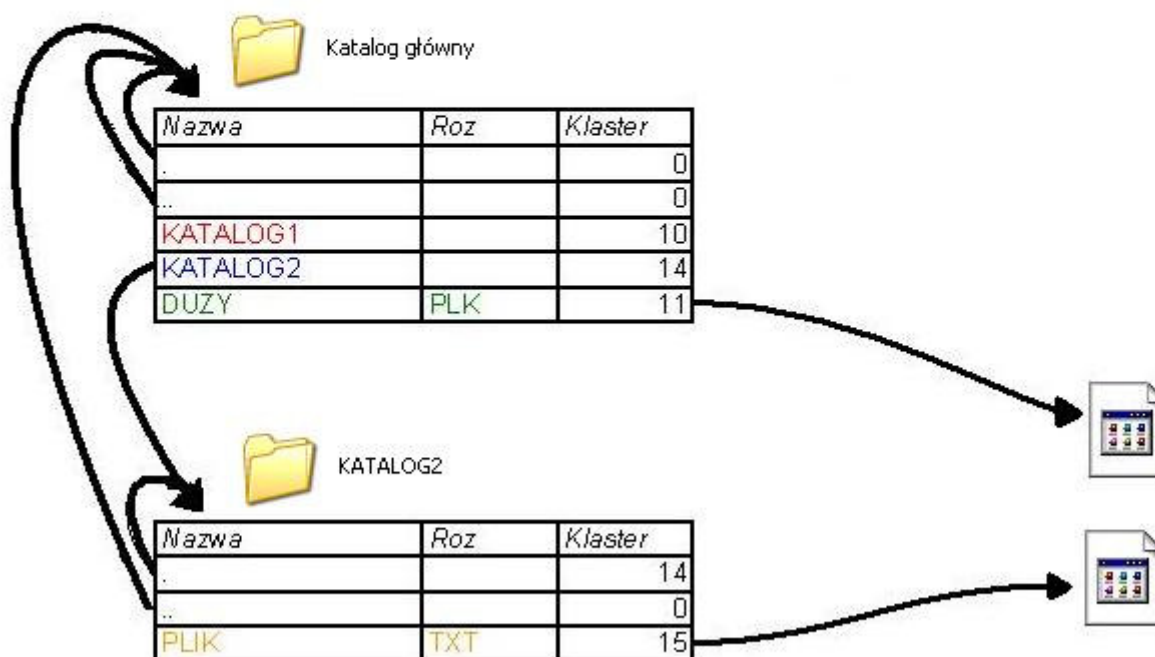 Katalog główny
Nazwa Roz Klaster
. 0
.. 0
KATALOG1 10
KATALOG2 14
DUZY PLK 11
KATALOG2
Nazwa Roz Klaster
. 14
.. 0
PLIK TXT 15